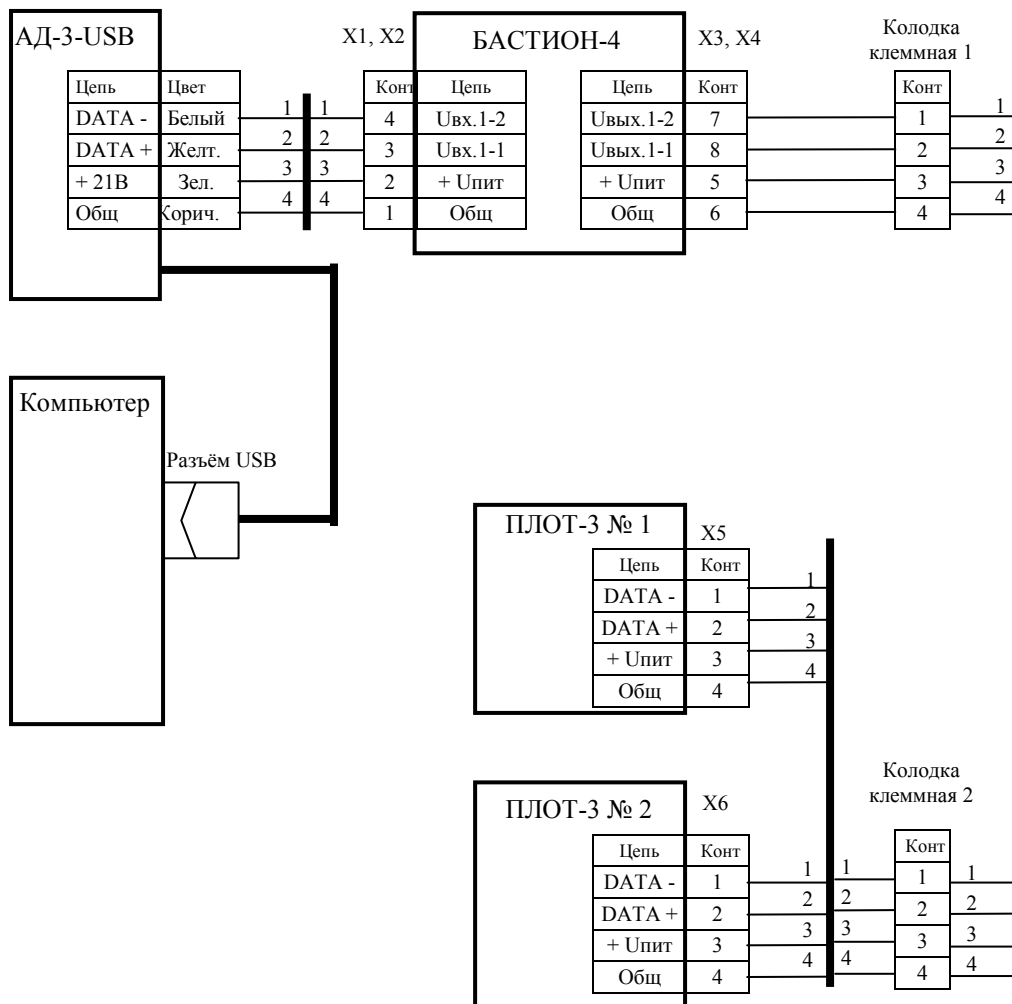 АД-3-USB
Цепь Цвет
DATA - Белый 1 1
DATA + Желт. 2 2
+ 21В Зел. 3 3
Общ Корич. 4 4
X1, X2
БАСТИОН-4
X3, X4
Конт Цепь
4 Uвх.1-2
3 Uвх.1-1
2 + Uпит
1 Общ
Цепь Конт
Uвых.1-2 7
Uвых.1-1 8
+ Uпит 5
Общ 6
Колодка
клеммная 1
Конт
1 1
2 2
3 3
4 4
Компьютер
Разъём USB
ПЛОТ-3 № 1
X5
Цепь Конт
DATA - 1 1
DATA + 2 2
+ Uпит 3 3
Общ 4 4
ПЛОТ-3 № 2
X6
Цепь Конт
DATA - 1 1 1
DATA + 2 2 2
+ Uпит 3 3 3
Общ 4 4 4
Колодка
клеммная 2
Конт
1 1
2 2
3 3
4 4